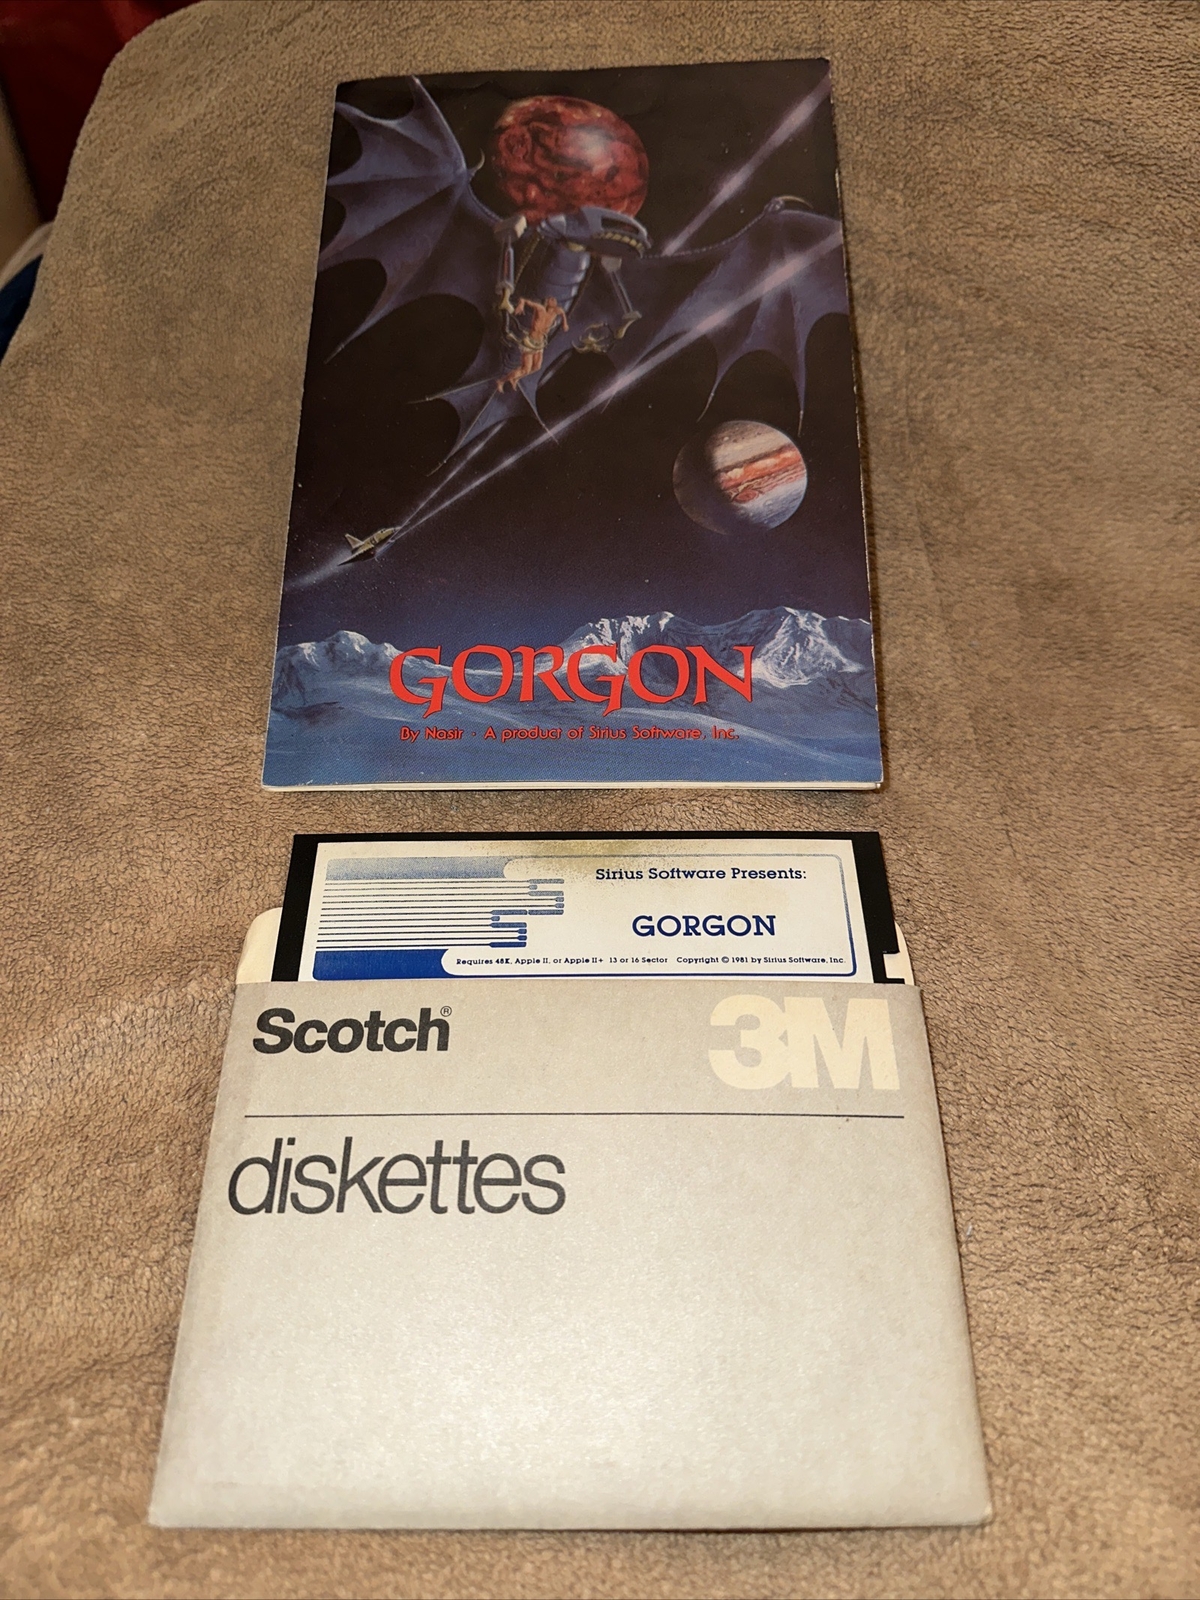 GORGON
By Nasir · A product of Sirius Software, Inc.
Sirius Software Presents:
GORGON
Requires 48K, Apple II, or Apple II+ 13 or 16 Sector Copyright © 1981 by Sirius Software, Inc.
Scotch® 3M
diskettes